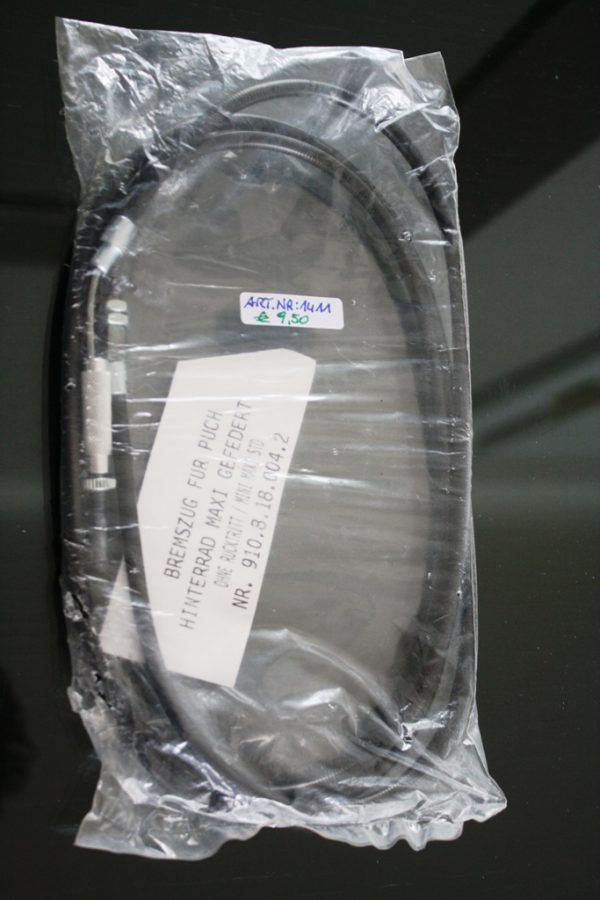 ART.NR:1411
€ 9,50
BREMSZUG FÜR PUCH
HINTERRAD MAXI GEFEDERT
OHNE RÜCKTRITT / MINI MAXI STD
NR. 910.8.18.004.2